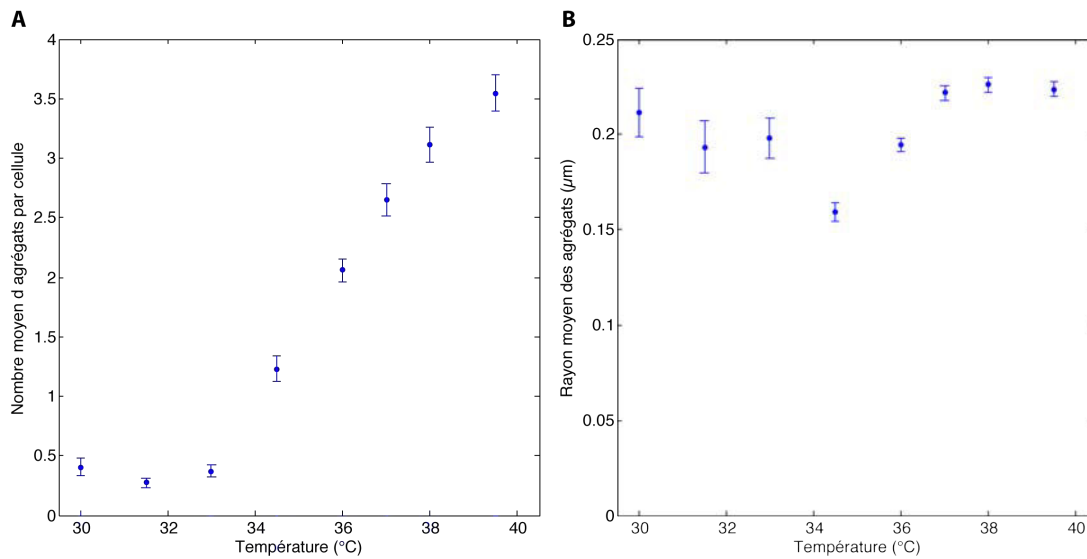 A
Nombre moyen d agrégats par cellule
4
3.5
3
2.5
2
1.5
1
0.5
0
30 32 34 36 38 40
Température (°C)
B
Rayon moyen des agrégats (µm)
0.25
0.2
0.15
0.1
0.05
0
30 32 34 36 38 40
Température (°C)